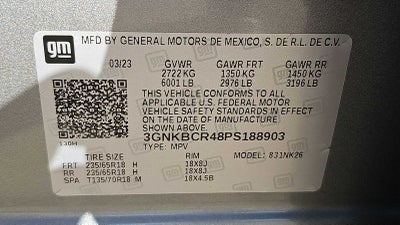 gm
MFD BY GENERAL MOTORS DE MEXICO, S. DE R.L. DE C.V.
03/23 GVWR GAWR FRT GAWR RR
2722 KG 1350 KG 1450 KG
6001 LB 2976 LB 3196 LB
THIS VEHICLE CONFORMS TO ALL
APPLICABLE U.S. FEDERAL MOTOR
VEHICLE SAFETY STANDARDS IN EFFECT ON
THE DATE OF MANUFACTURE SHOWN ABOVE.
3GNKBCR48PS188903
TYPE: MPV
TIRE SIZE RIM MODEL: 831NK26
FRT 235/65R18 H 18X8J
RR 235/65R18 H 18X8J
SPA T135/70R18 M 18X4.5B